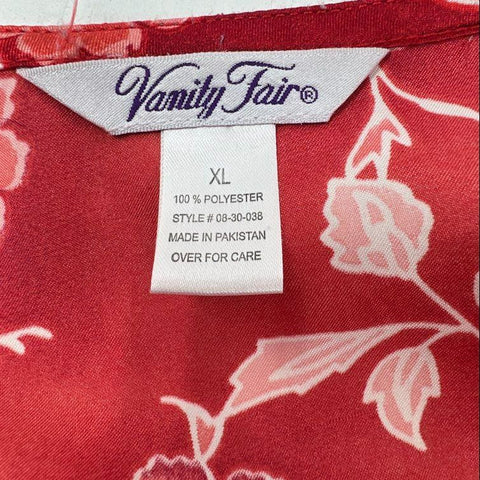 Vanity Fair®
XL
100 % POLYESTER
STYLE # 08-30-038
MADE IN PAKISTAN
OVER FOR CARE